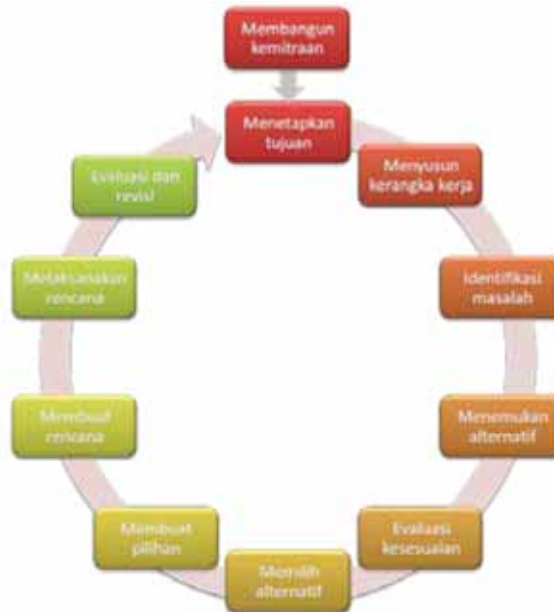 Membangun
kemitraan
Menetapkan
tujuan
Menyusun
kerangka kerja
Identifikasi
masalah
Menemukan
alternatif
Evaluasi
kesesuaian
Memilih
alternatif
Membuat
pilihan
Membuat
rencana
Melaksanakan
rencana
Evaluasi dan
revisi